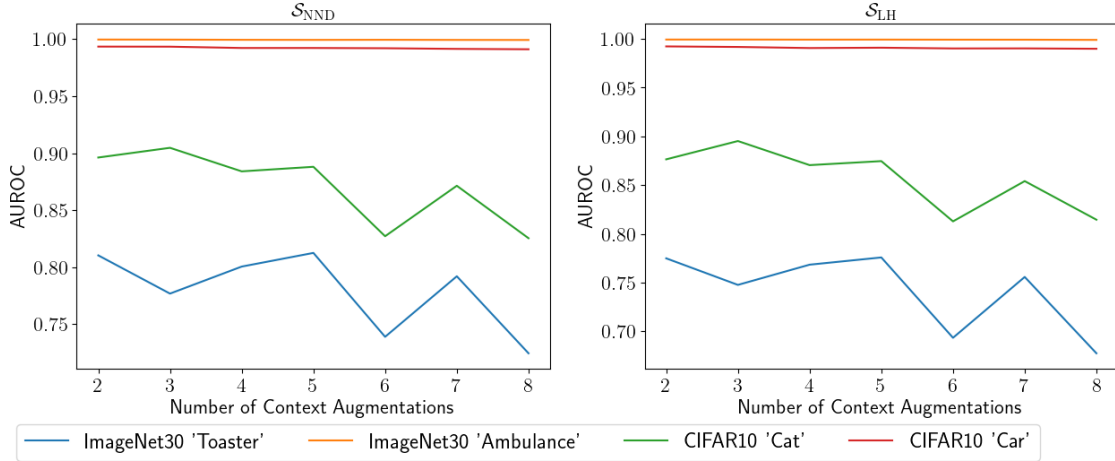 S_NND
AUROC
1.00
0.95
0.90
0.85
0.80
0.75
2 3 4 5 6 7 8
Number of Context Augmentations
S_LH
AUROC
1.00
0.95
0.90
0.85
0.80
0.75
0.70
2 3 4 5 6 7 8
Number of Context Augmentations
ImageNet30 'Toaster' ImageNet30 'Ambulance' CIFAR10 'Cat' CIFAR10 'Car'